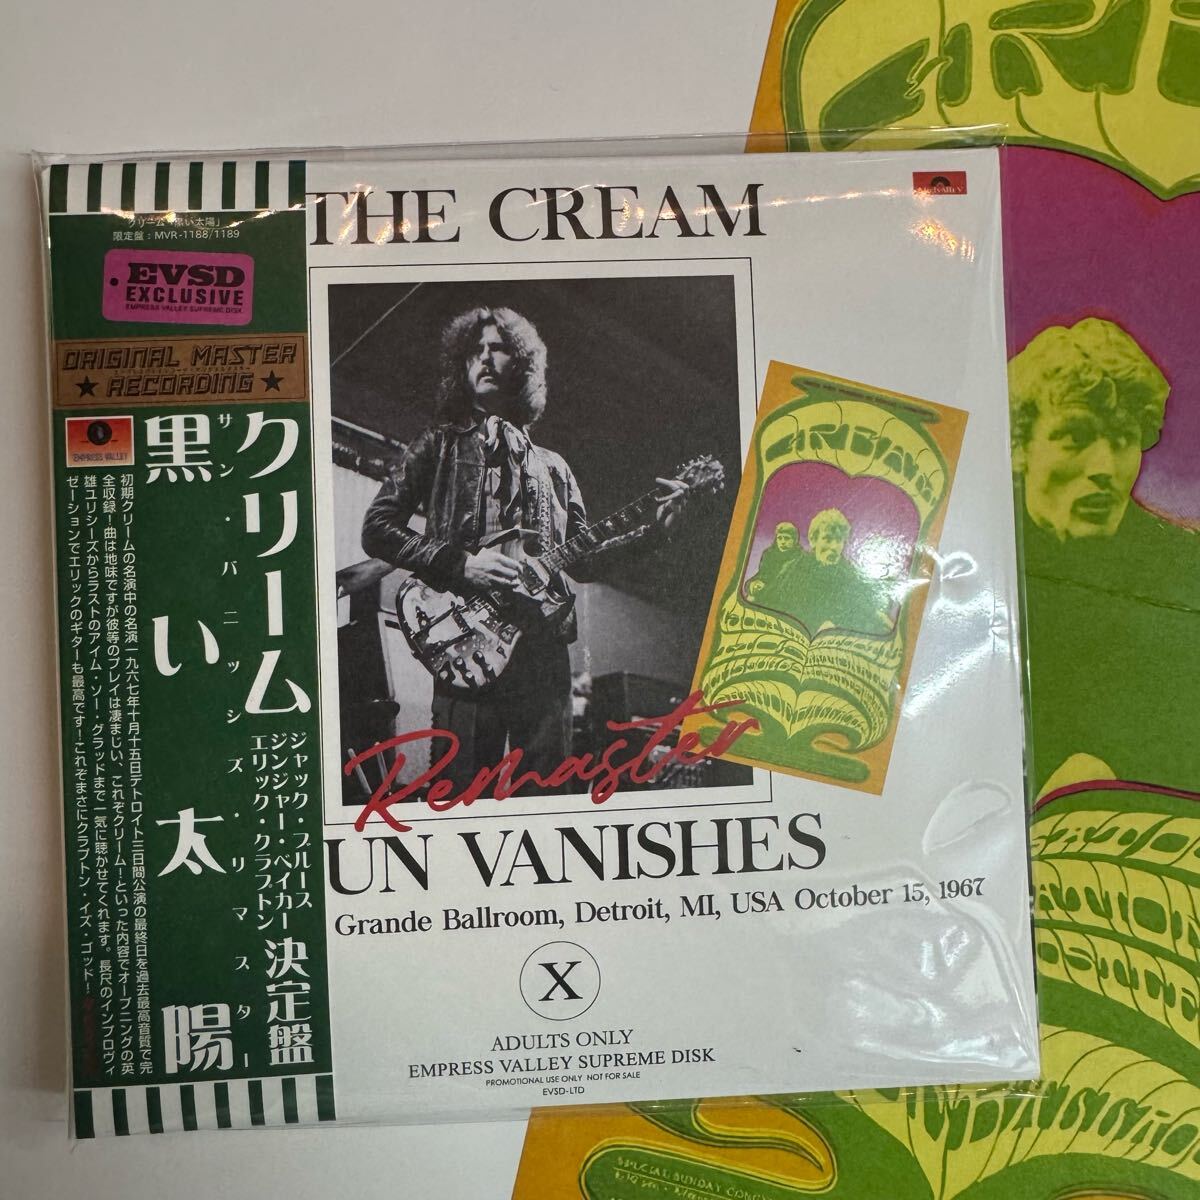 THE CREAM
UN VANISHES
Grande Ballroom, Detroit, MI, USA October 15, 1967
Remaster
X
ADULTS ONLY
EMPRESS VALLEY SUPREME DISK
PROMOTIONAL USE ONLY NOT FOR SALE
EVSD-LTD
クリーム「黒い太陽」
限定盤：MVR-1188/1189
EVSD
EXCLUSIVE
EMPRESS VALLEY SUPREME DISK
ORIGINAL MASTER
★ RECORDING ★
EMPRESS VALLEY
クリーム
サン・バニッシズ・リマスター
黒い太陽
ジャック・ブルース
ジンジャー・ベイカー
エリック・クラプトン
決定盤
初期クリームの名演中の名演一九六七年十月十五日デトロイト三日間公演の最終日を過去最高音質で完
全収録！曲は地味ですが彼等のプレイは凄まじい、これぞクリーム！といった内容でオープニングの英
雄ユリシーズからラストのアイム・ソー・グラッドまで一気に聴かせてくれます。長尺のインプロヴィ
ゼーションでエリックのギターも最高です！これぞまさにクラプトン・イズ・ゴッド！
CREAM